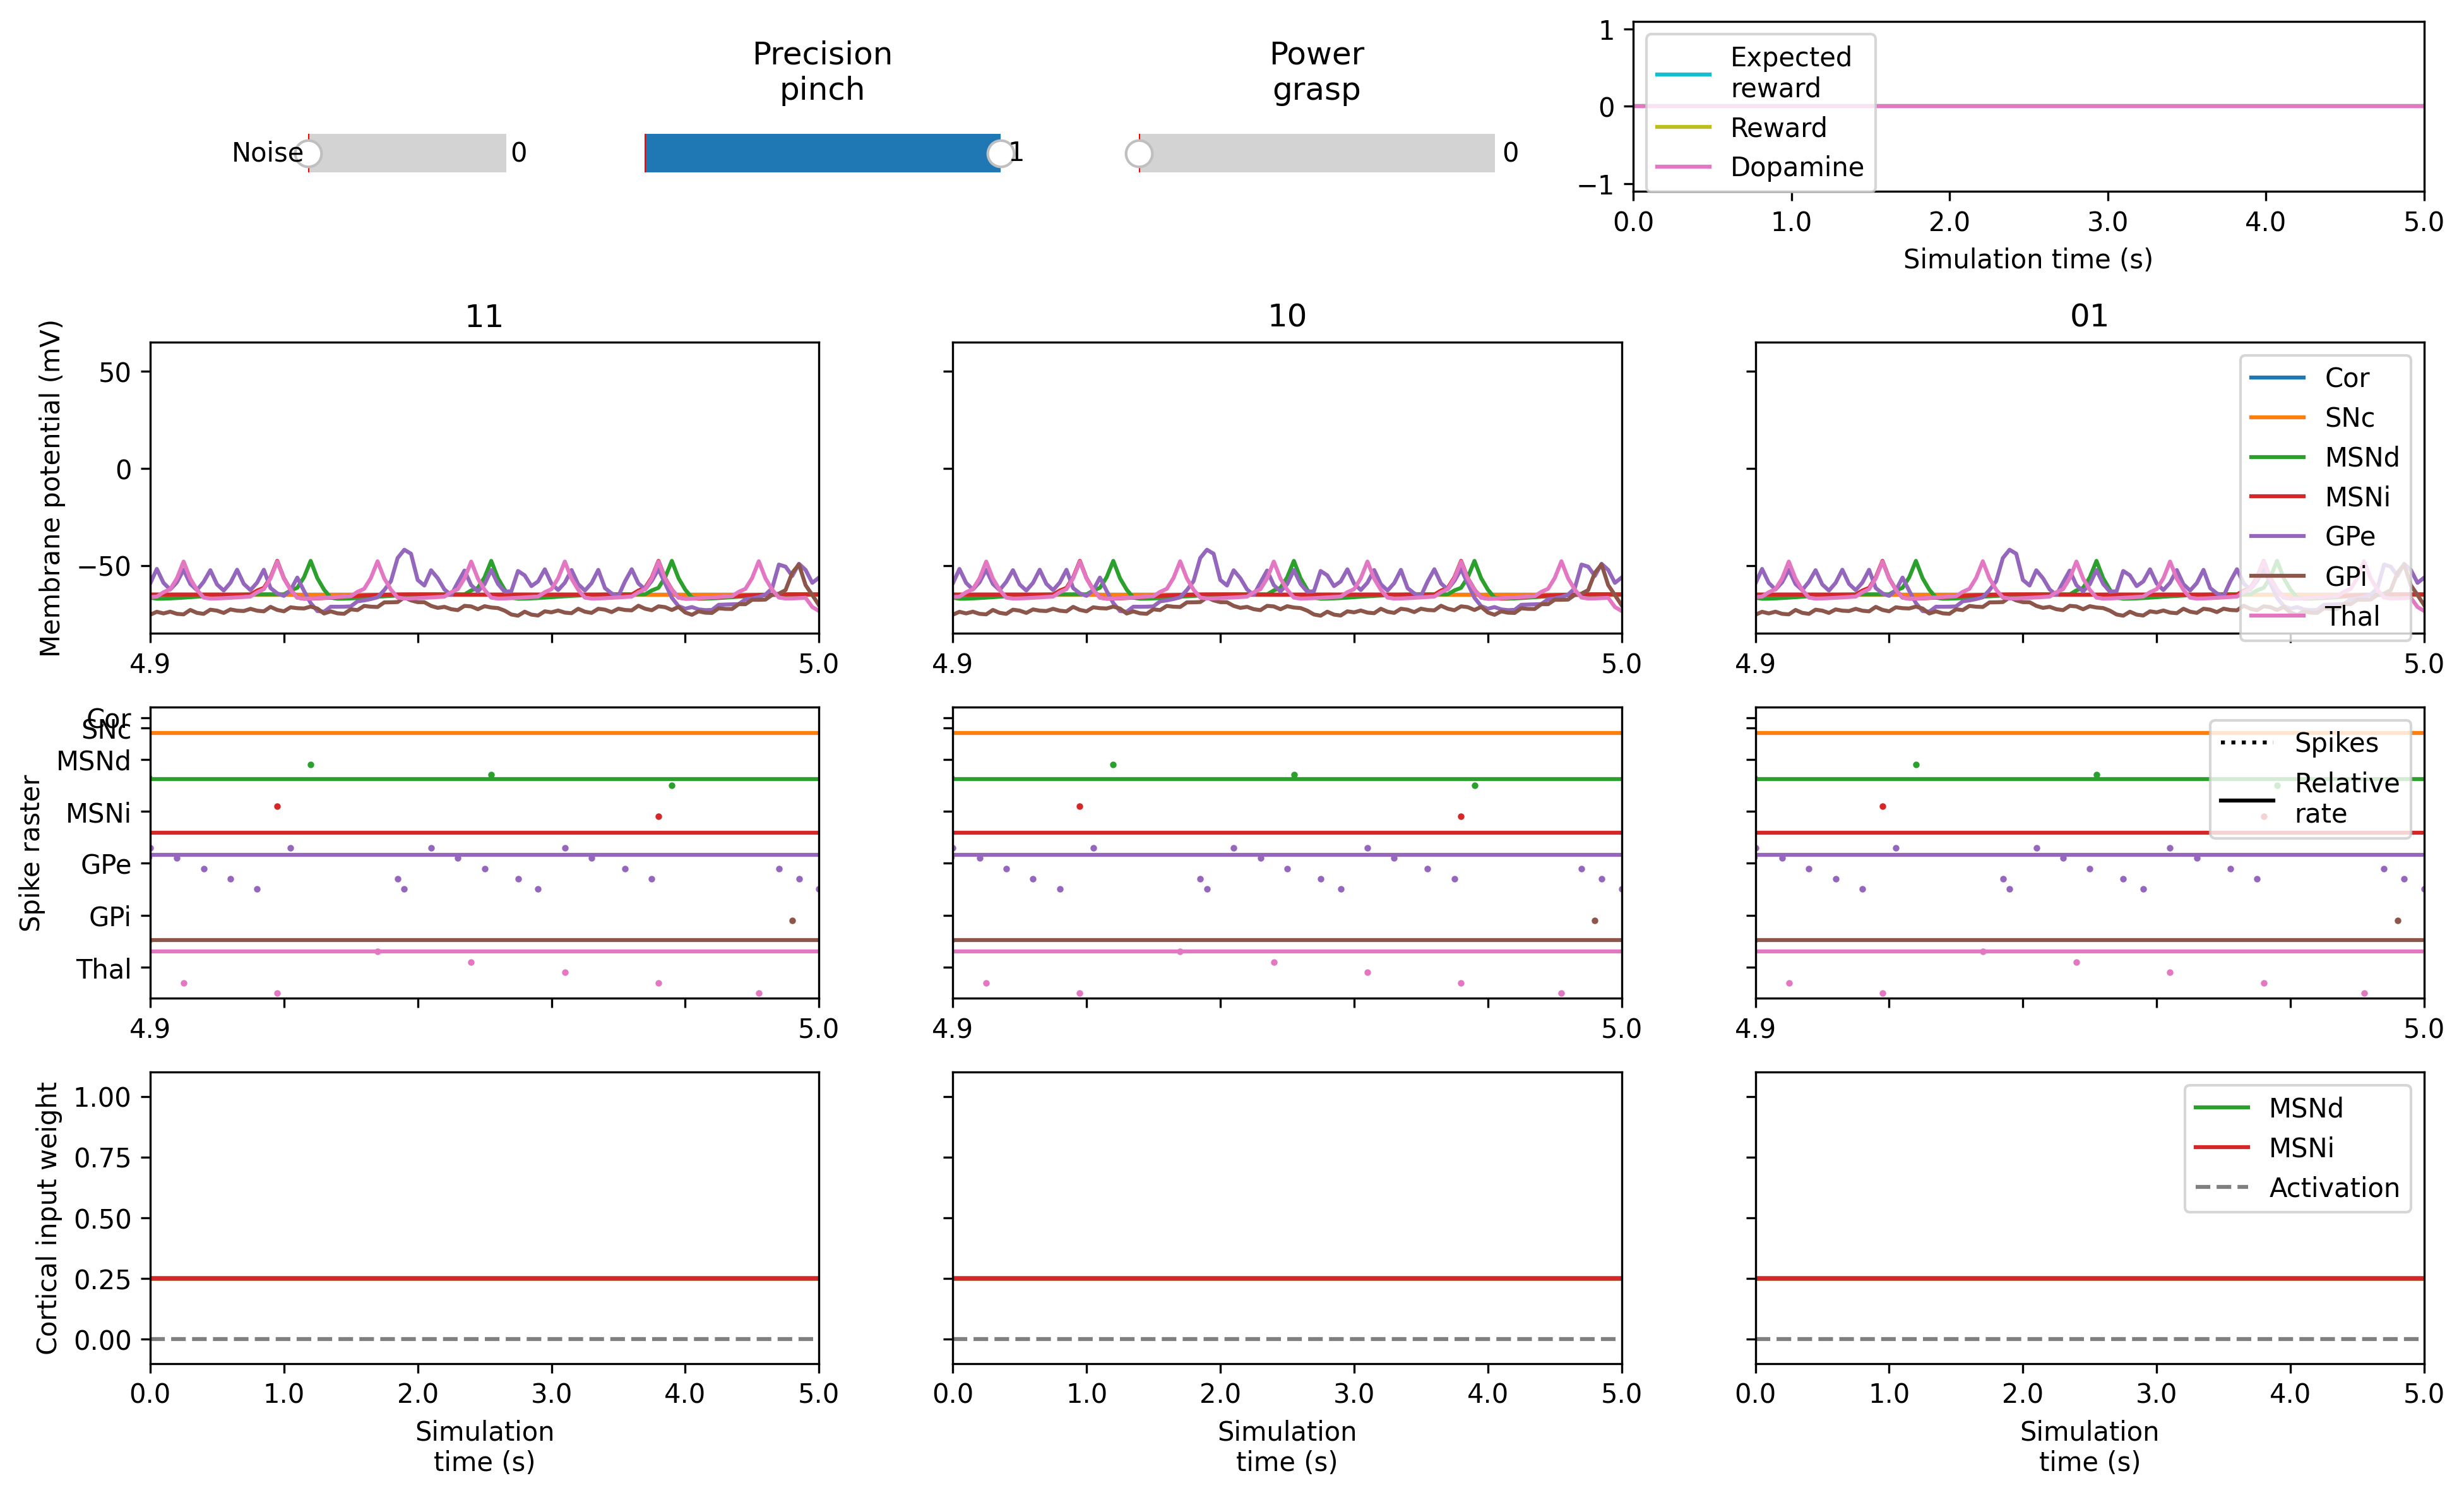 Precision
pinch
Power
grasp
Noise
0
1
0
1
0
−1
Expected
reward
Reward
Dopamine
0.0 1.0 2.0 3.0 4.0 5.0
Simulation time (s)
11
10
01
Membrane potential (mV)
50
0
−50
Cor
SNc
MSNd
MSNi
GPe
GPi
Thal
4.9 5.0
4.9 5.0
4.9 5.0
Spike raster
Cor
SNc
MSNd
MSNi
GPe
GPi
Thal
Spikes
Relative
rate
4.9 5.0
4.9 5.0
4.9 5.0
Cortical input weight
1.00
0.75
0.50
0.25
0.00
MSNd
MSNi
Activation
0.0 1.0 2.0 3.0 4.0 5.0
0.0 1.0 2.0 3.0 4.0 5.0
0.0 1.0 2.0 3.0 4.0 5.0
Simulation
time (s)
Simulation
time (s)
Simulation
time (s)